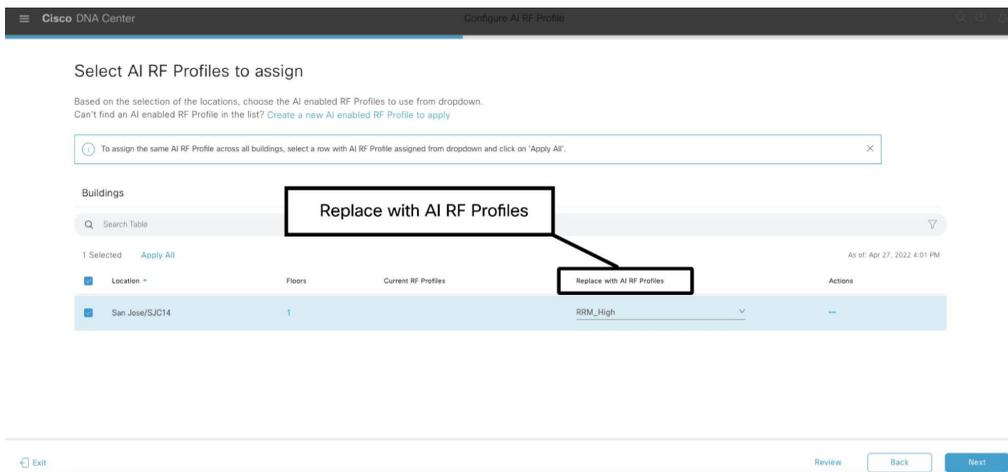 Cisco DNA Center
Configure AI RF Profile
Select AI RF Profiles to assign
Based on the selection of the locations, choose the AI enabled RF Profiles to use from dropdown.
Can't find an AI enabled RF Profile in the list? Create a new AI enabled RF Profile to apply
To assign the same AI RF Profile across all buildings, select a row with AI RF Profile assigned from dropdown and click on 'Apply All'.
Buildings
Replace with AI RF Profiles
Search Table
1 Selected Apply All As of: Apr 27, 2022 4:01 PM
Location Floors Current RF Profiles Replace with AI RF Profiles Actions
San Jose/SJC14 1 RRM_High
Exit Review Back Next